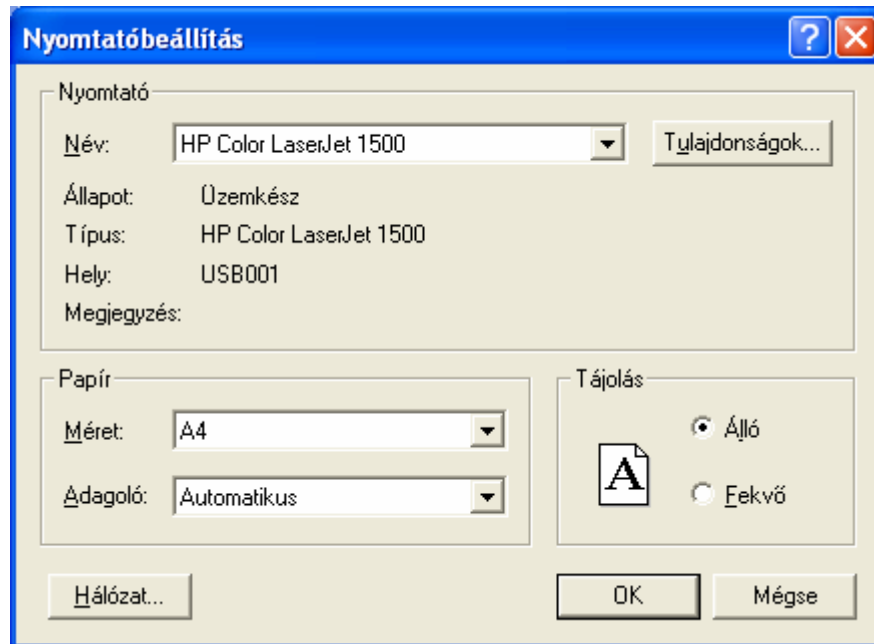 Nyomtatóbeállítás
Nyomtató
Név: HP Color LaserJet 1500 Tulajdonságok...
Állapot: Üzemkész
Típus: HP Color LaserJet 1500
Hely: USB001
Megjegyzés:
Papír
Méret: A4
Adagoló: Automatikus
Tájolás
A
Álló
Fekvő
Hálózat...
OK
Mégse